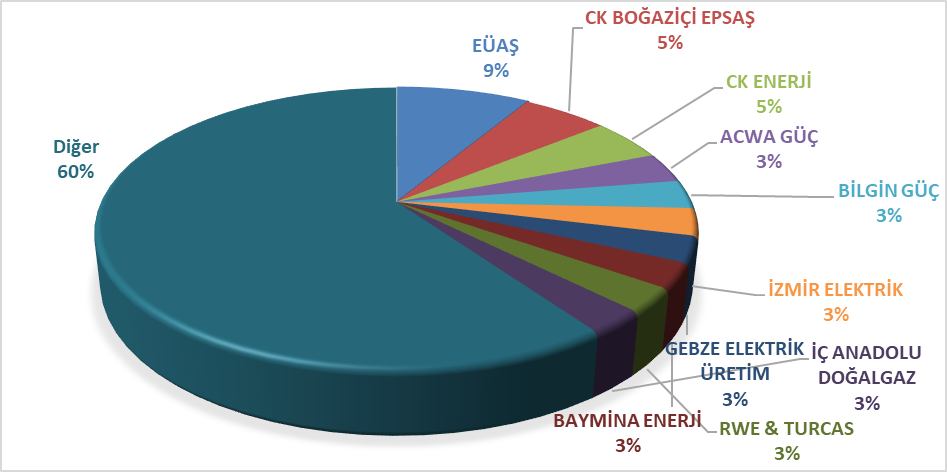 EÜAŞ
9%
CK BOĞAZİÇİ EPSAŞ
5%
CK ENERJİ
5%
ACWA GÜÇ
3%
BİLGİN GÜÇ
3%
İZMİR ELEKTRİK
3%
GEBZE ELEKTRİK
ÜRETİM
3%
İÇ ANADOLU
DOĞALGAZ
3%
BAYMİNA ENERJİ
3%
RWE & TURCAS
3%
Diğer
60%